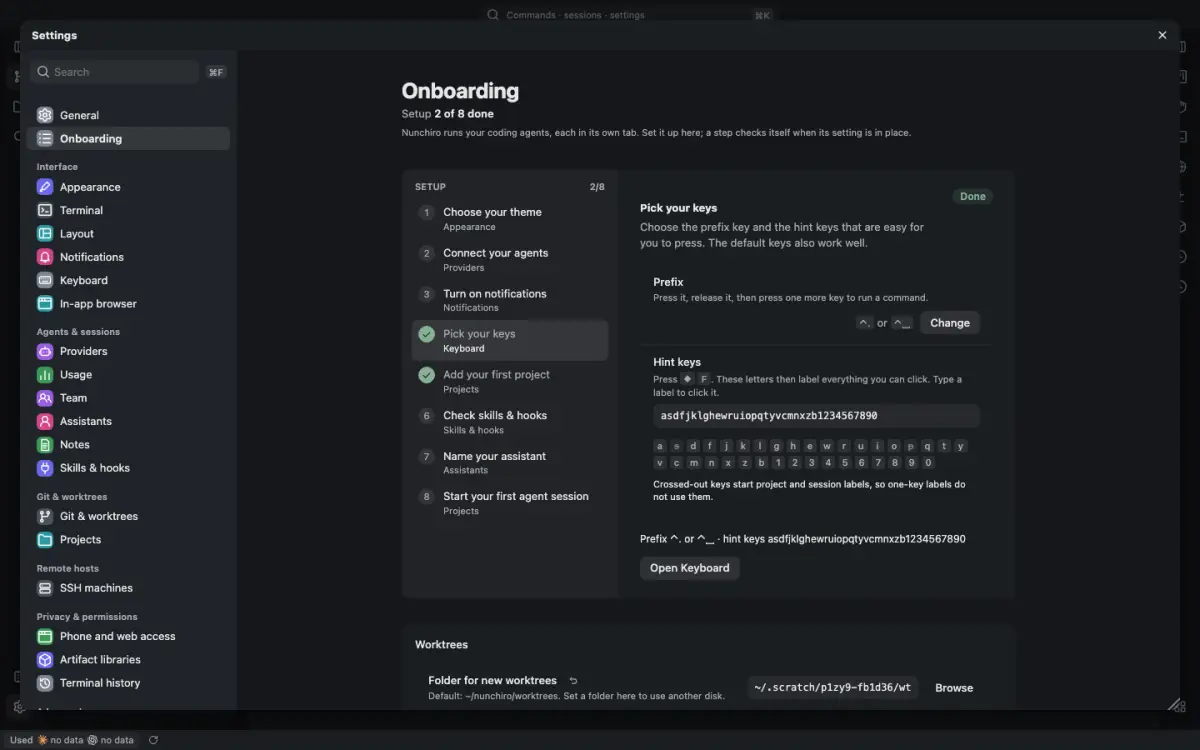 Commands · sessions · settings ⌘K
Settings
Search ⌘F
General
Onboarding
Interface
Appearance
Terminal
Layout
Notifications
Keyboard
In-app browser
Agents & sessions
Providers
Usage
Team
Assistants
Notes
Skills & hooks
Git & worktrees
Git & worktrees
Projects
Remote hosts
SSH machines
Privacy & permissions
Phone and web access
Artifact libraries
Terminal history
Onboarding
Setup 2 of 8 done
Nunchiro runs your coding agents, each in its own tab. Set it up here; a step checks itself when its setting is in place.
SETUP 2/8
1 Choose your theme
Appearance
2 Connect your agents
Providers
3 Turn on notifications
Notifications
Pick your keys
Keyboard
Add your first project
Projects
6 Check skills & hooks
Skills & hooks
7 Name your assistant
Assistants
8 Start your first agent session
Projects
Done
Pick your keys
Choose the prefix key and the hint keys that are easy for
you to press. The default keys also work well.
Prefix
Press it, release it, then press one more key to run a command.
^. or ^_ Change
Hint keys
Press ◆ F . These letters then label everything you can click. Type a
label to click it.
asdfjklghewruiopqtyvcmnxzb1234567890
a s d f j k l g h e w r u i o p q t y
v c m n x z b 1 2 3 4 5 6 7 8 9 0
Crossed-out keys start project and session labels, so one-key labels do
not use them.
Prefix ^. or ^_ · hint keys asdfjklghewruiopqtyvcmnxzb1234567890
Open Keyboard
Worktrees
Folder for new worktrees
Default: ~/nunchiro/worktrees. Set a folder here to use another disk.
~/.scratch/p1zy9-fb1d36/wt Browse
Used no data no data